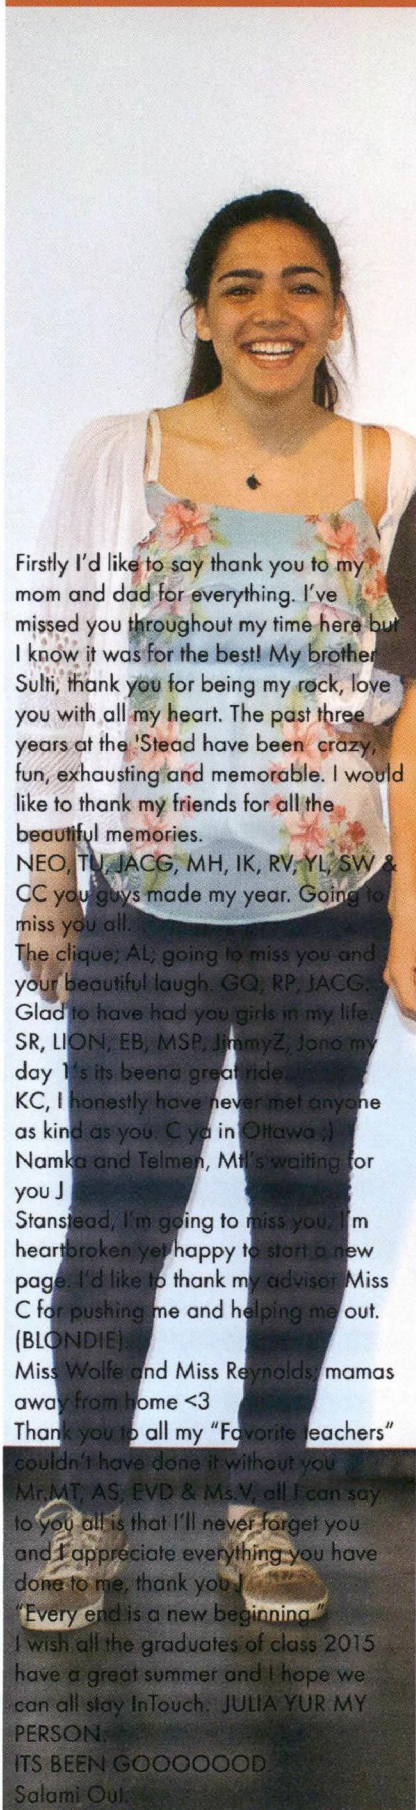 Firstly I'd like to say thank you to my
mom and dad for everything. I've
missed you throughout my time here but
I know it was for the best! My brother
Sulti, thank you for being my rock, love
you with all my heart. The past three
years at the 'Stead have been crazy,
fun, exhausting and memorable. I would
like to thank my friends for all the
beautiful memories.
NEO, TU, JACG, MH, IK, RV, YL, SW &
CC you guys made my year. Going to
miss you all.
The clique; AL; going to miss you and
your beautiful laugh. GQ, RP, JACG.
Glad to have had you girls in my life.
SR, LION, EB, MSP, JimmyZ, Jono my
day 1's its beena great ride.
KC, I honestly have never met anyone
as kind as you. C ya in Ottawa ;)
Namka and Telmen, Mtl's waiting for
you J
Stanstead, I'm going to miss you. I'm
heartbroken yet happy to start a new
page. I'd like to thank my advisor Miss
C for pushing me and helping me out.
(BLONDIE).
Miss Wolfe and Miss Reynolds; mamas
away from home <3
Thank you to all my "Favorite teachers"
couldn't have done it without you
Mr.MT, AS, EVD & Ms.V, all I can say
to you all is that I'll never forget you
and I appreciate everything you have
done to me, thank you J
"Every end is a new beginning."
I wish all the graduates of class 2015
have a great summer and I hope we
can all stay InTouch. JULIA YUR MY
PERSON.
ITS BEEN GOOOOOOD.
Salami Out.